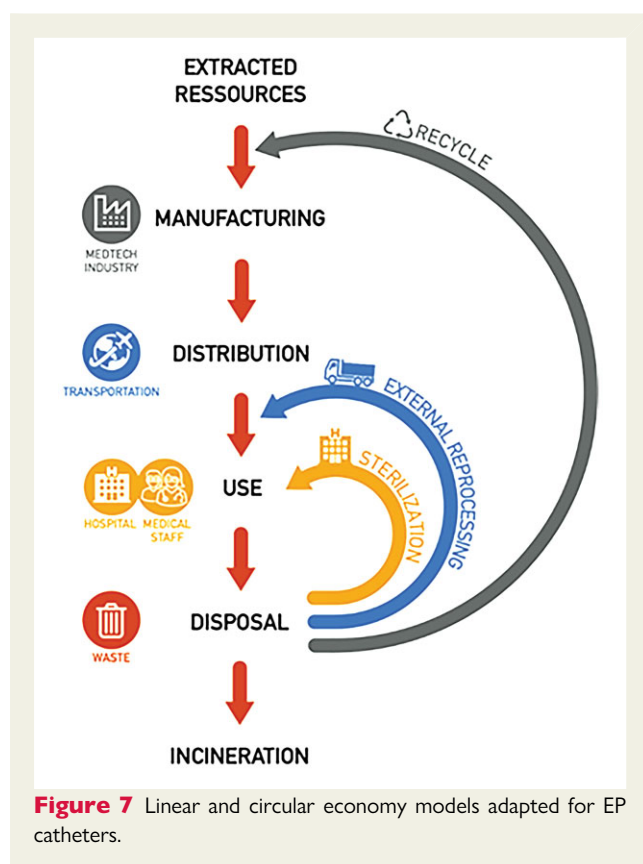 EXTRACTED
RESSOURCES
RECYCLE
MANUFACTURING
MEDTECH
INDUSTRY
DISTRIBUTION
TRANSPORTATION
EXTERNAL REPROCESSING
H
STERILIZATION
USE
H
HOSPITAL MEDICAL
STAFF
DISPOSAL
WASTE
INCINERATION
Figure 7 Linear and circular economy models adapted for EP
catheters.